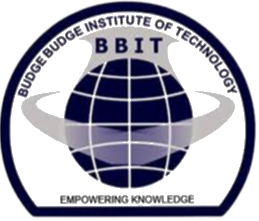 BUDGE BUDGE INSTITUTE OF TECHNOLOGY
BBIT
EMPOWERING KNOWLEDGE